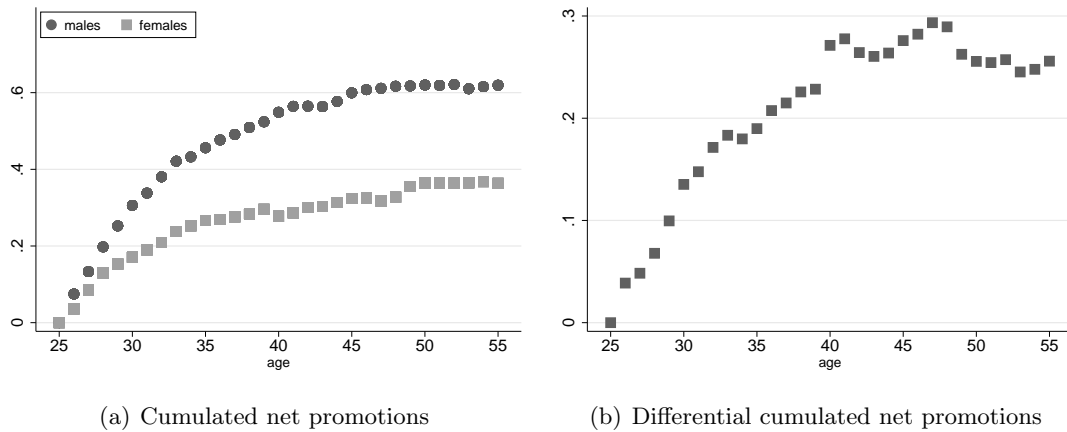 males females
.6
.4
.2
0
25 30 35 40 45 50 55
age
(a) Cumulated net promotions
.3
.2
.1
0
25 30 35 40 45 50 55
age
(b) Differential cumulated net promotions